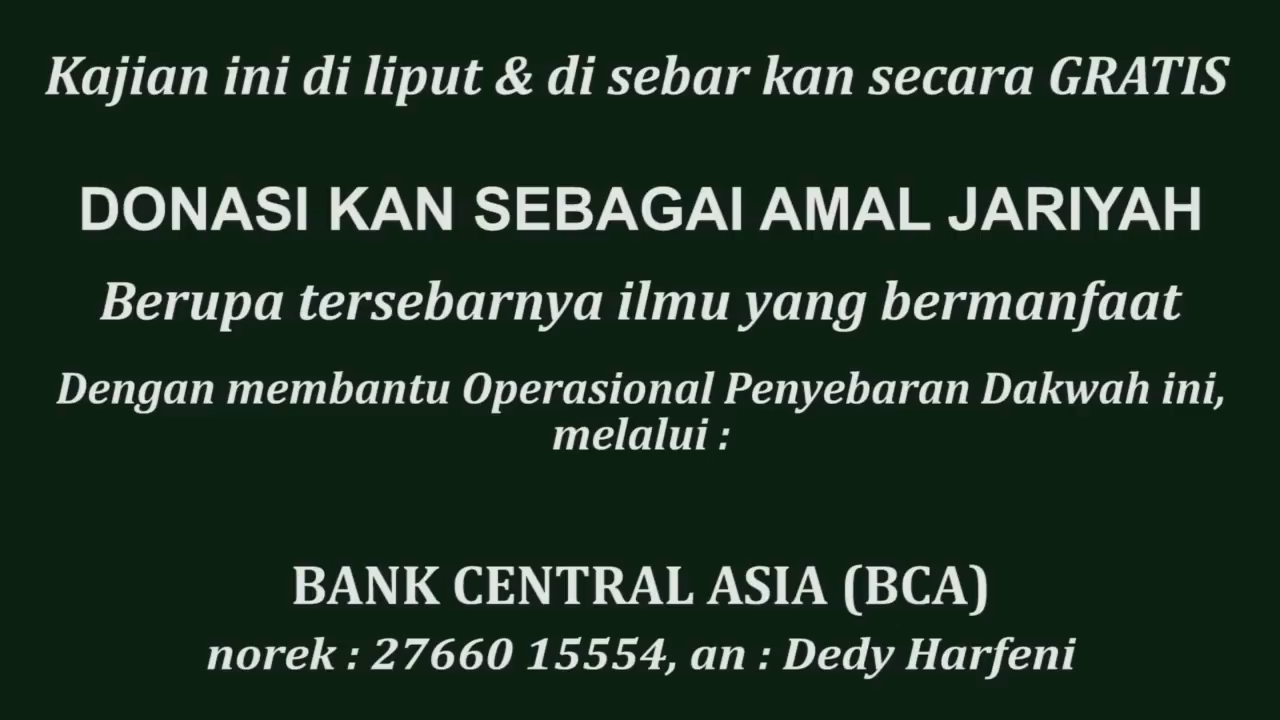 Kajian ini di liput & di sebar kan secara GRATIS
DONASI KAN SEBAGAI AMAL JARIYAH
Berupa tersebarnya ilmu yang bermanfaat
Dengan membantu Operasional Penyebaran Dakwah ini,
melalui :
BANK CENTRAL ASIA (BCA)
norek : 27660 15554, an : Dedy Harfeni